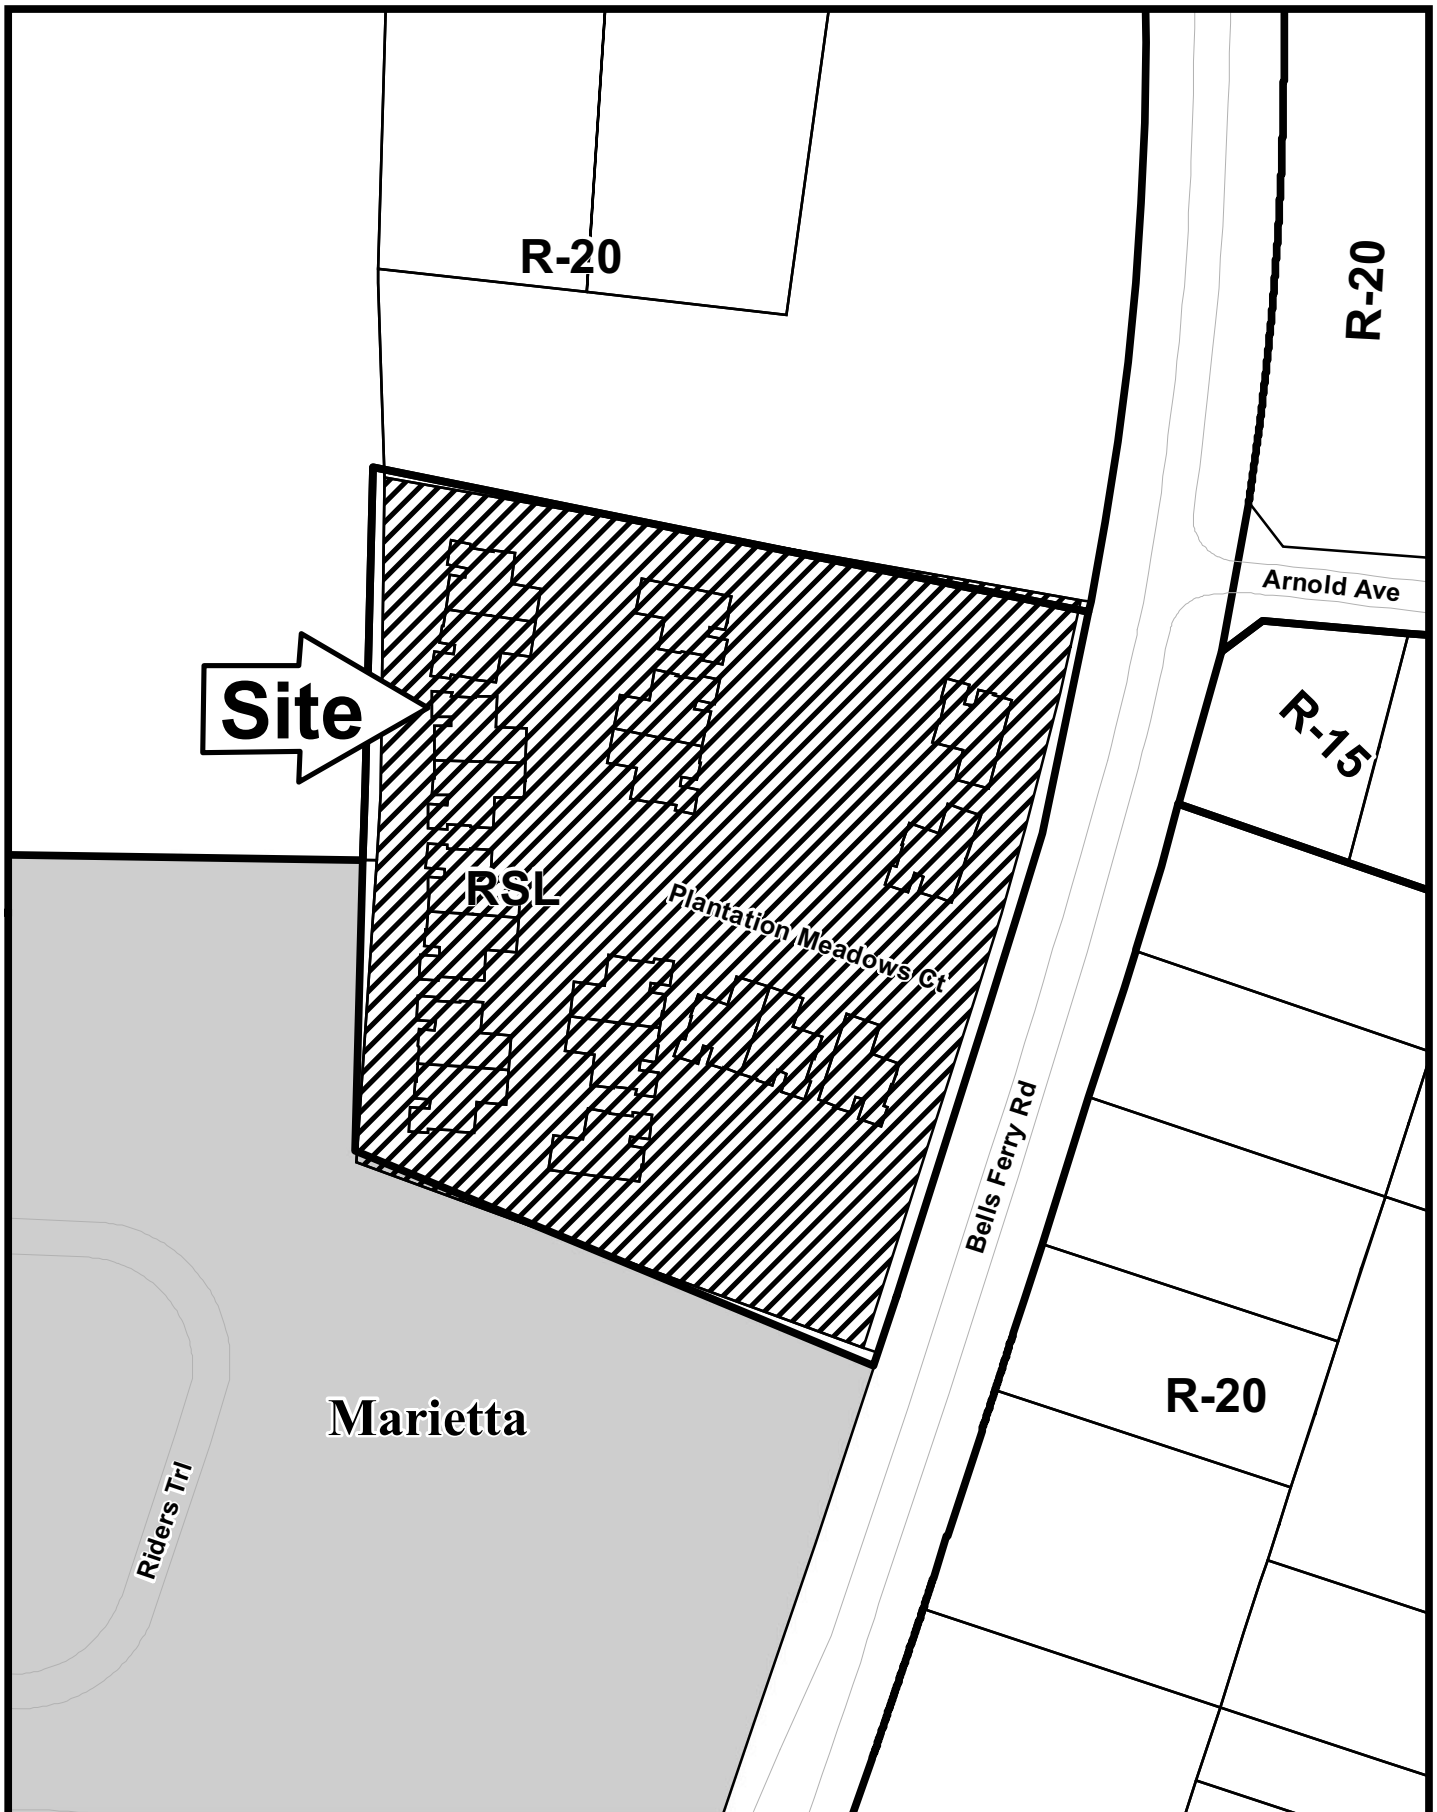 R-20
R-20
Arnold Ave
Site
R-15
RSL
Plantation Meadows Ct
Bells Ferry Rd
R-20
Marietta
Riders Trl